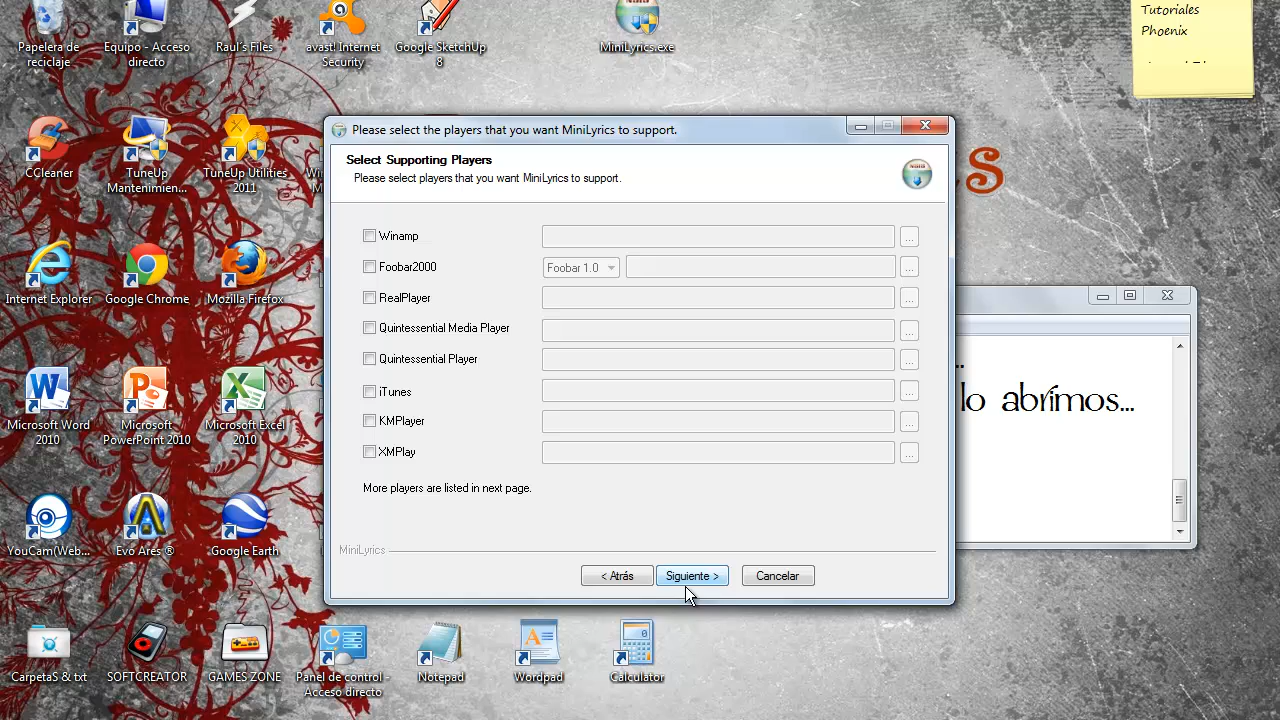 Papelera de
reciclaje
Equipo - Acceso
directo
Raul´s Files
avast! Internet
Security
Google SketchUp
8
MiniLyrics.exe
Tutoriales
Phoenix
CCleaner
TuneUp
Mantenimien...
TuneUp Utilities
2011
Internet Explorer
Google Chrome
Mozilla Firefox
Microsoft Word
2010
Microsoft
PowerPoint 2010
Microsoft Excel
2010
YouCam(Web...
Evo Ares ®
Google Earth
CarpetaS & txt
SOFTCREATOR
GAMES ZONE
Panel de control -
Acceso directo
Notepad
Wordpad
Calculator
Please select the players that you want MiniLyrics to support.
Select Supporting Players
Please select players that you want MiniLyrics to support.
Winamp
...
Foobar2000
Foobar 1.0
...
RealPlayer
...
Quintessential Media Player
...
Quintessential Player
...
iTunes
...
KMPlayer
...
XMPlay
...
More players are listed in next page.
MiniLyrics
< Atrás
Siguiente >
Cancelar
...
lo abrímos...